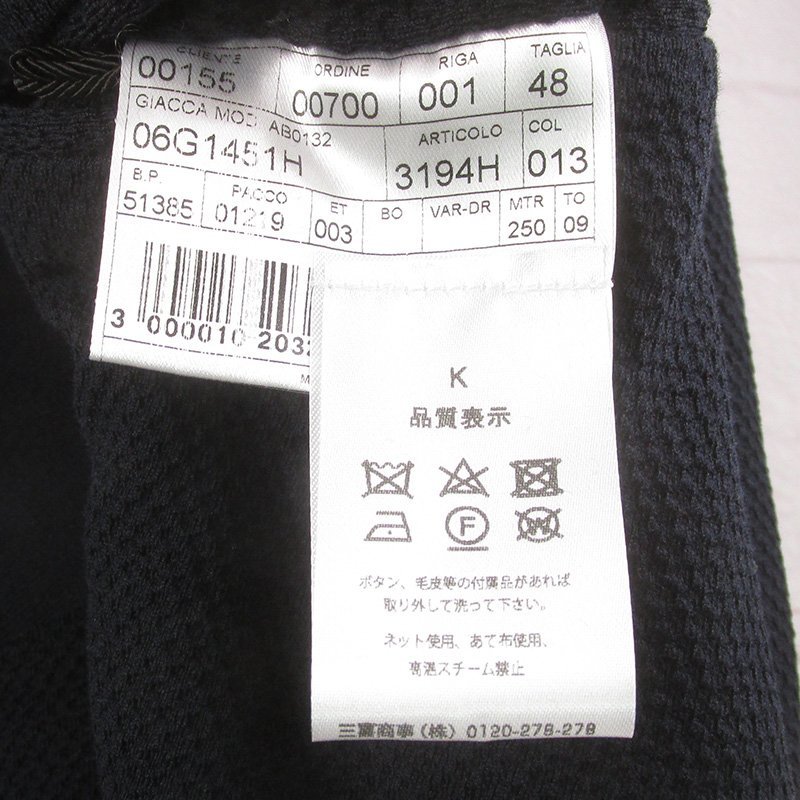 CLIENTE ORDINE RIGA TAGLIA
00155 00700 001 48
GIACCA MOD AB0132 ARTICOLO COL
06G1451H 3194H 013
B.P. PACCO ET BO VAR-DR MTR TO
51385 01219 003 250 09
3 000010 2032
K
品質表示
F
W
ボタン、毛皮等の付属品があれば
取り外して洗って下さい。
ネット使用、あて布使用、
高温スチーム禁止
三喜商事(株) 0120-278-278